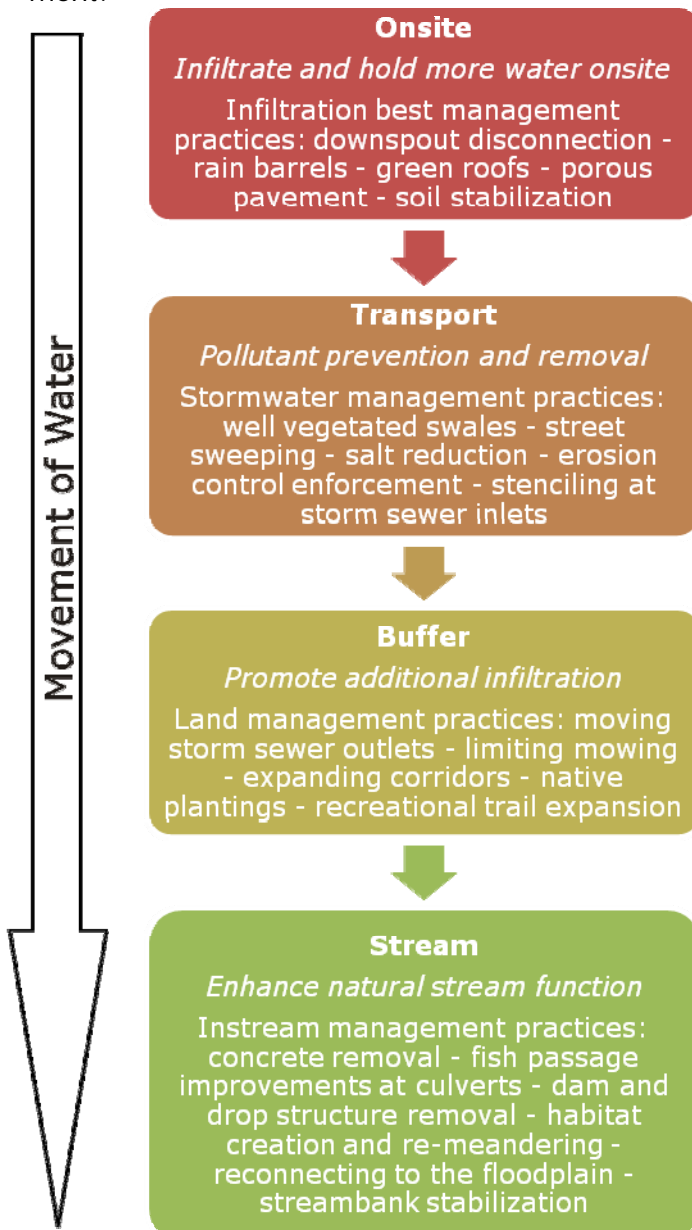 Movement of Water
Onsite
Infiltrate and hold more water onsite
Infiltration best management
practices: downspout disconnection -
rain barrels - green roofs - porous
pavement - soil stabilization
Transport
Pollutant prevention and removal
Stormwater management practices:
well vegetated swales - street
sweeping - salt reduction - erosion
control enforcement - stenciling at
storm sewer inlets
Buffer
Promote additional infiltration
Land management practices: moving
storm sewer outlets - limiting mowing
- expanding corridors - native
plantings - recreational trail expansion
Stream
Enhance natural stream function
Instream management practices:
concrete removal - fish passage
improvements at culverts - dam and
drop structure removal - habitat
creation and re-meandering -
reconnecting to the floodplain -
streambank stabilization